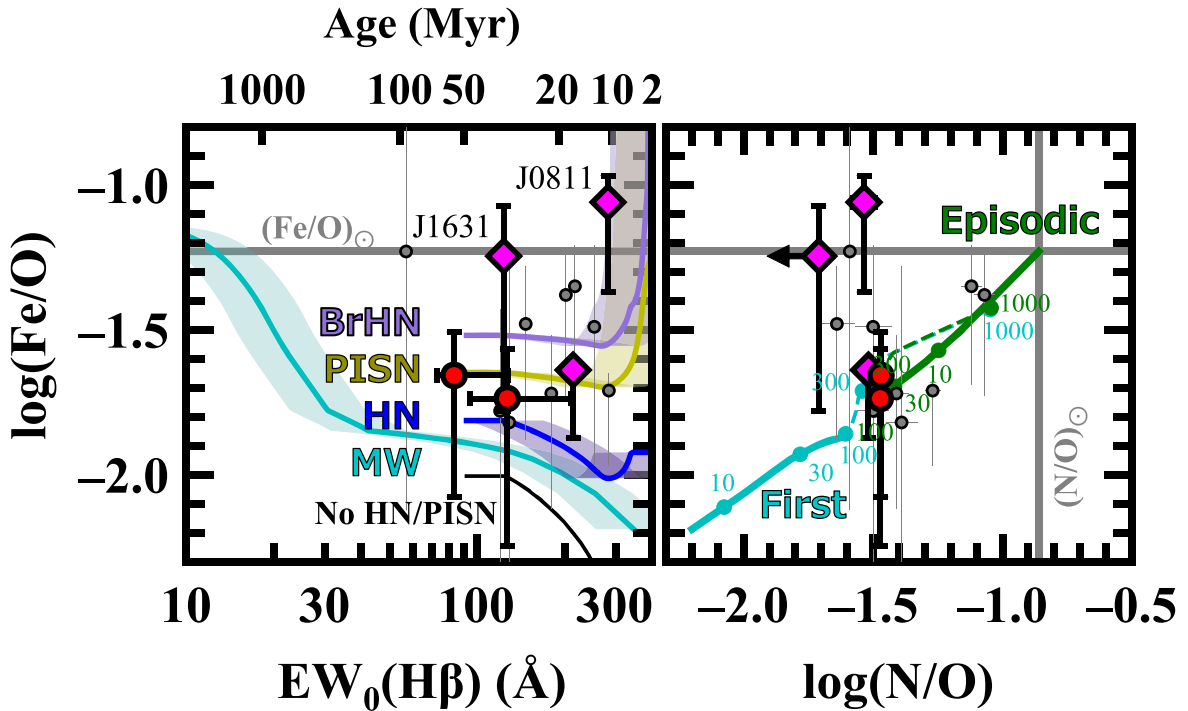 Age (Myr)
1000 100 50 20 10 2
log(Fe/O)
−1.0
−1.5
−2.0
J0811
(Fe/O)☉
J1631
BrHN
PISN
HN
MW
No HN/PISN
10 30 100 300
EW₀(Hβ) (Å)
Episodic
1000
1000
10
300
30
100
100
30
10
First
(N/O)☉
−2.0 −1.5 −1.0 −0.5
log(N/O)